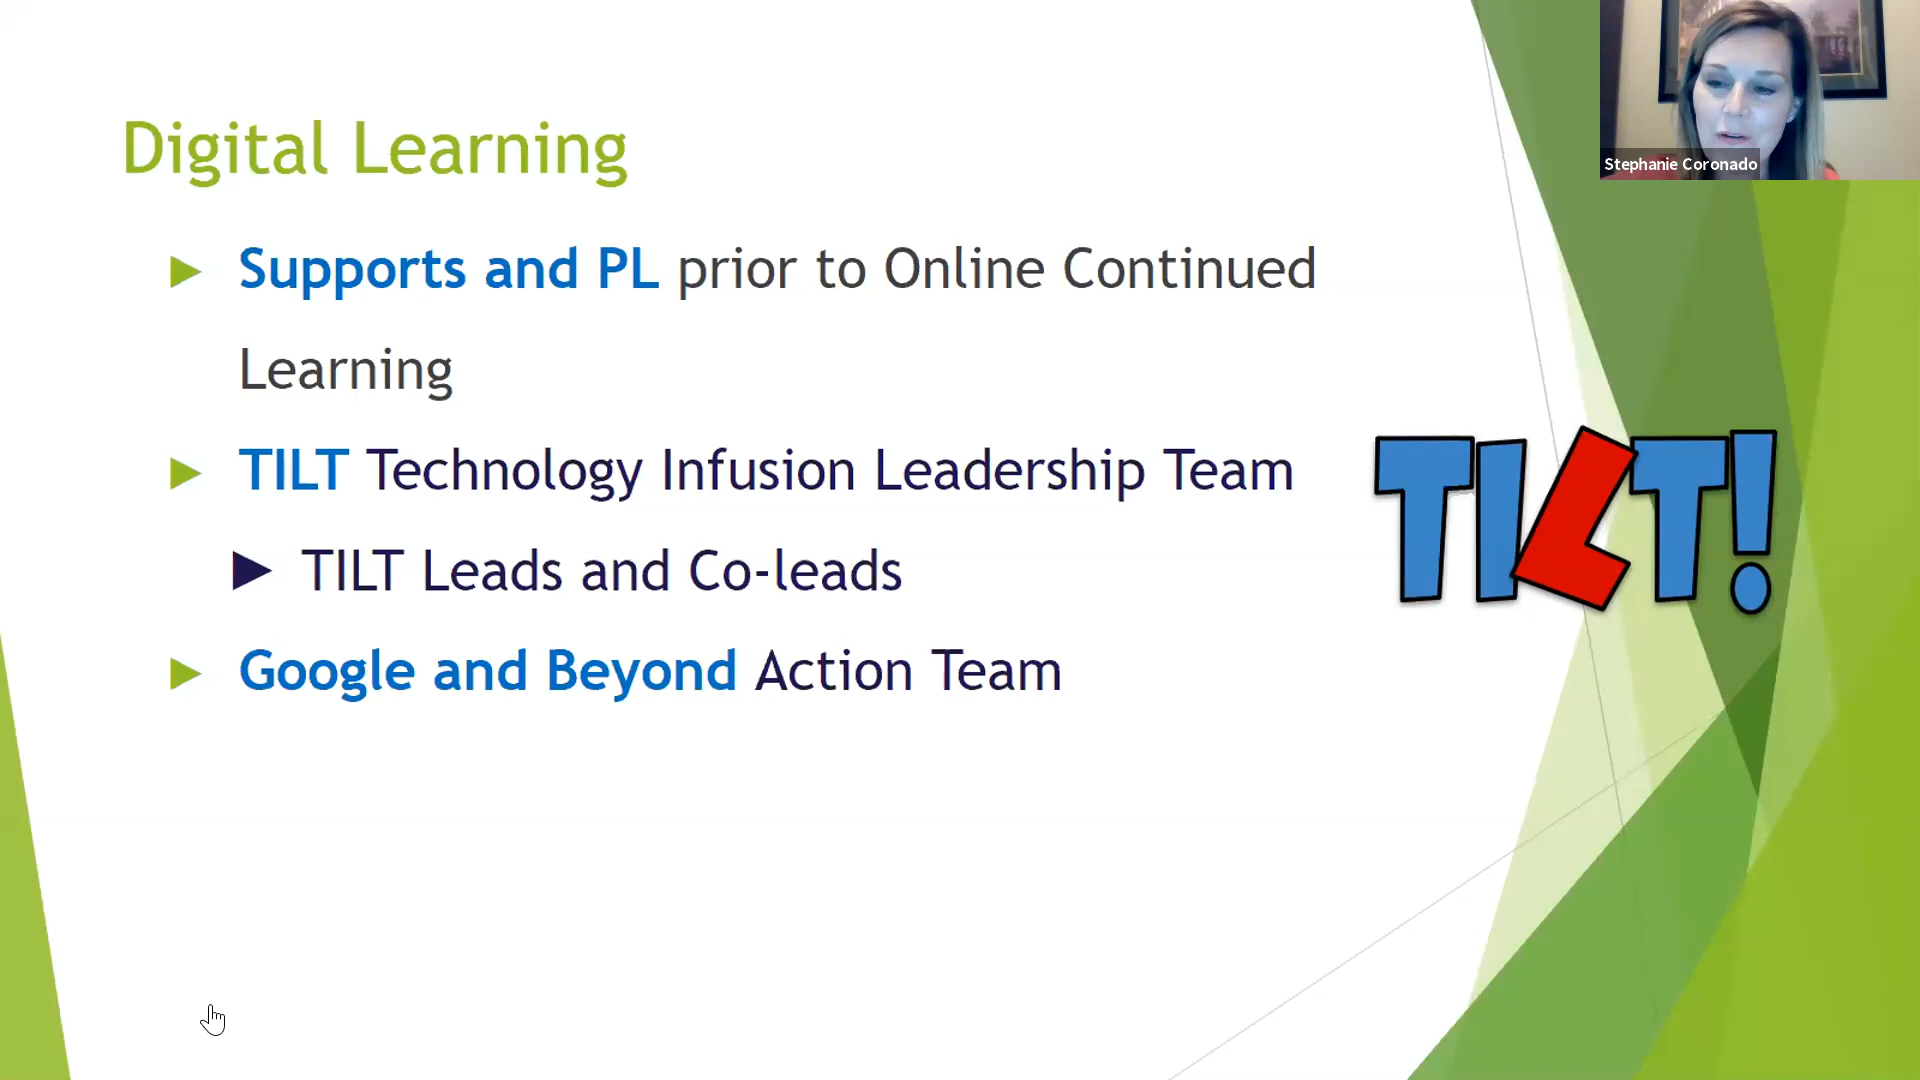 Digital Learning
Stephanie Coronado
Supports and PL prior to Online Continued
Learning
TILT Technology Infusion Leadership Team
TILT Leads and Co-leads
Google and Beyond Action Team
TILT!